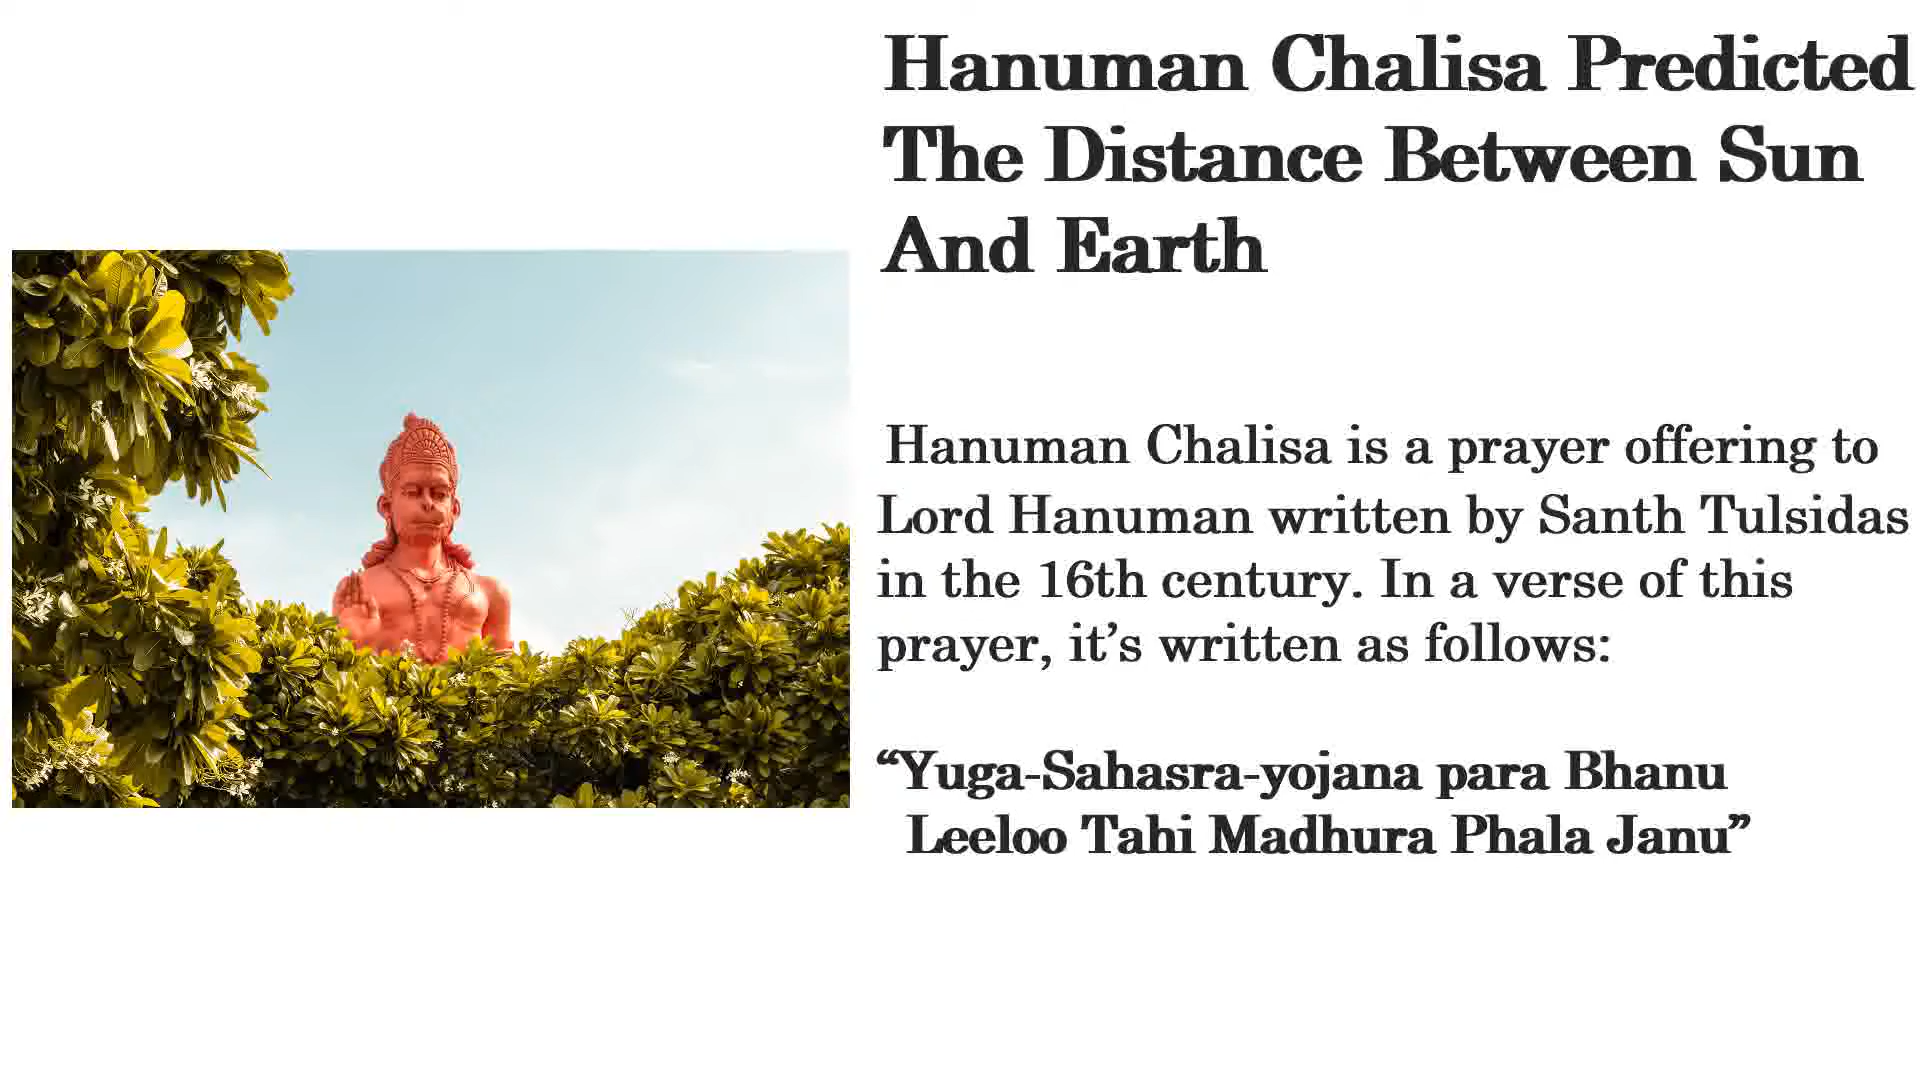 Hanuman Chalisa Predicted
The Distance Between Sun
And Earth
Hanuman Chalisa is a prayer offering to
Lord Hanuman written by Santh Tulsidas
in the 16th century. In a verse of this
prayer, it’s written as follows:
“Yuga-Sahasra-yojana para Bhanu
Leeloo Tahi Madhura Phala Janu”